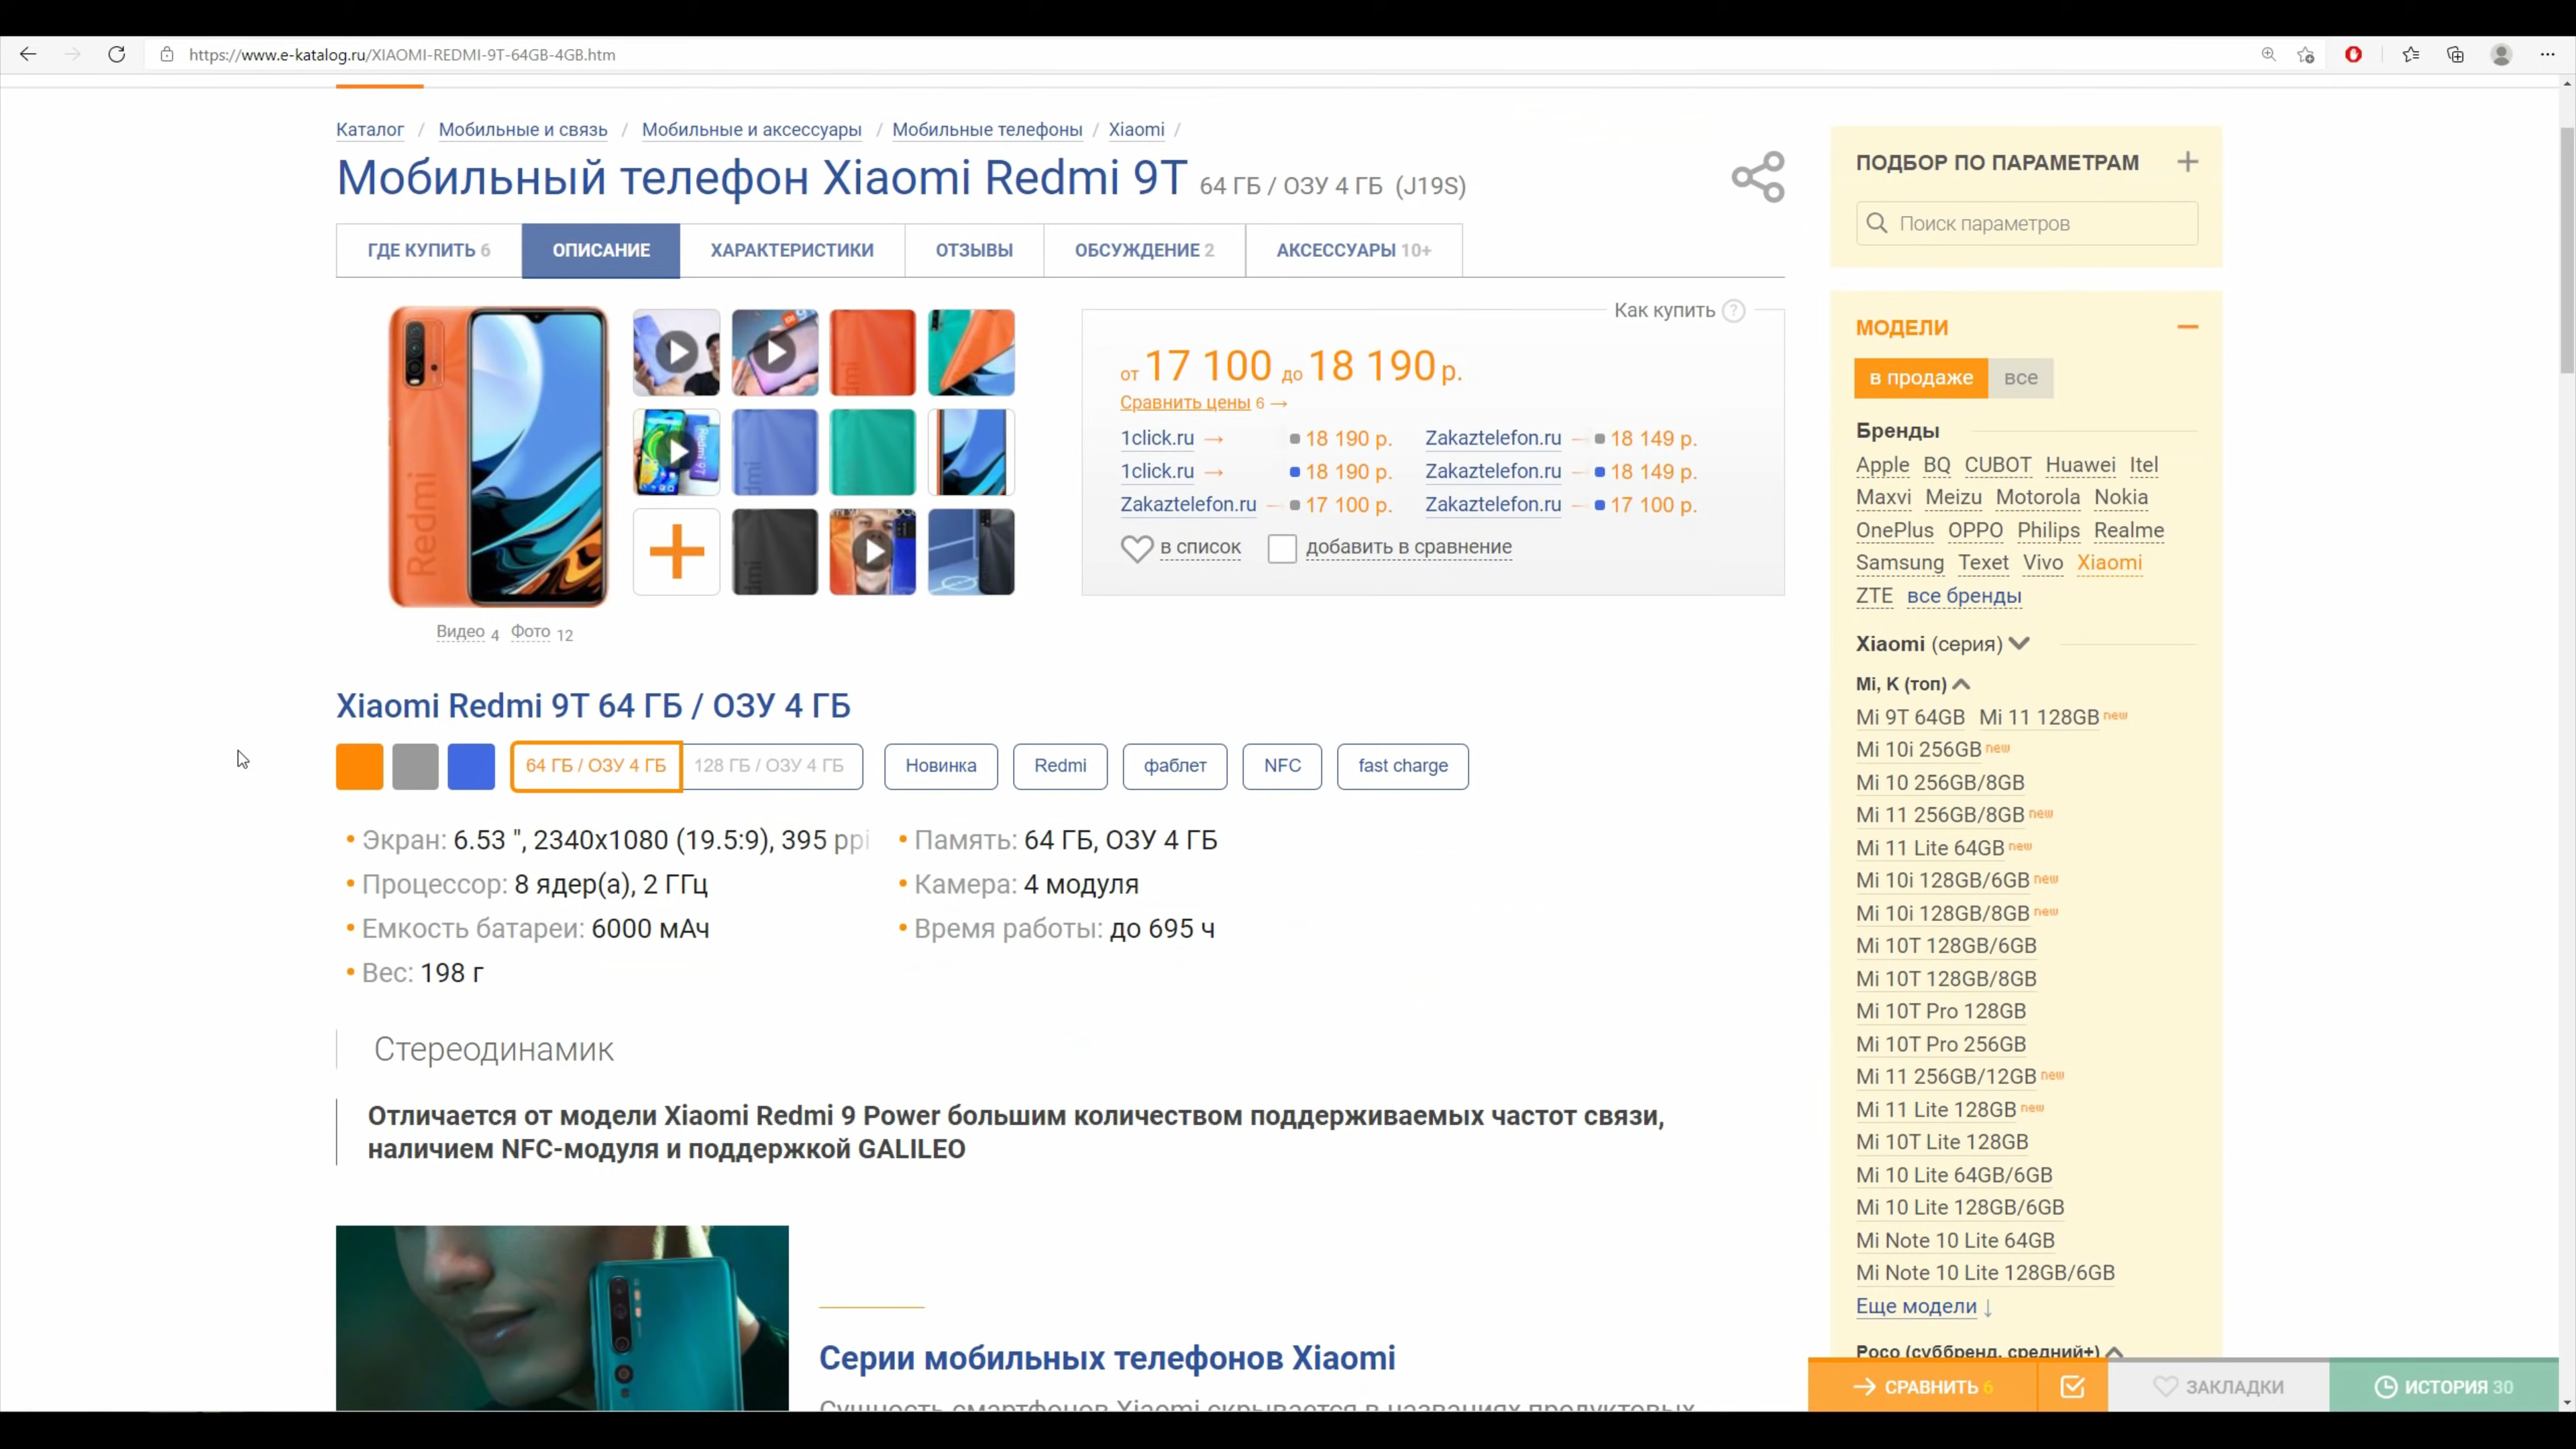 https://www.e-katalog.ru/XIAOMI-REDMI-9T-64GB-4GB.htm
Каталог / Мобильные и связь / Мобильные и аксессуары / Мобильные телефоны / Xiaomi /
Мобильный телефон Xiaomi Redmi 9T 64 ГБ / ОЗУ 4 ГБ (J19S)
ГДЕ КУПИТЬ 6 ОПИСАНИЕ ХАРАКТЕРИСТИКИ ОТЗЫВЫ ОБСУЖДЕНИЕ 2 АКСЕССУАРЫ 10+
Redmi
Видео 4 Фото 12
Как купить ?
от 17 100 до 18 190 р.
Сравнить цены 6 →
1click.ru → 18 190 р. Zakaztelefon.ru 18 149 р.
1click.ru → 18 190 р. Zakaztelefon.ru 18 149 р.
Zakaztelefon.ru 17 100 р. Zakaztelefon.ru 17 100 р.
в список добавить в сравнение
Xiaomi Redmi 9T 64 ГБ / ОЗУ 4 ГБ
64 ГБ / ОЗУ 4 ГБ 128 ГБ / ОЗУ 4 ГБ Новинка Redmi фаблет NFC fast charge
• Экран: 6.53 ", 2340x1080 (19.5:9), 395 ppi
• Процессор: 8 ядер(а), 2 ГГц
• Емкость батареи: 6000 мАч
• Вес: 198 г
• Память: 64 ГБ, ОЗУ 4 ГБ
• Камера: 4 модуля
• Время работы: до 695 ч
Стереодинамик
Отличается от модели Xiaomi Redmi 9 Power большим количеством поддерживаемых частот связи,
наличием NFC-модуля и поддержкой GALILEO
Серии мобильных телефонов Xiaomi
Сущность смартфонов Xiaomi скрывается в названиях продуктовых
ПОДБОР ПО ПАРАМЕТРАМ +
Поиск параметров
МОДЕЛИ
в продаже все
Бренды
Apple BQ CUBOT Huawei Itel
Maxvi Meizu Motorola Nokia
OnePlus OPPO Philips Realme
Samsung Texet Vivo Xiaomi
ZTE все бренды
Xiaomi (серия)
Mi, K (топ)
Mi 9T 64GB Mi 11 128GB new
Mi 10i 256GB new
Mi 10 256GB/8GB
Mi 11 256GB/8GB new
Mi 11 Lite 64GB new
Mi 10i 128GB/6GB new
Mi 10i 128GB/8GB new
Mi 10T 128GB/6GB
Mi 10T 128GB/8GB
Mi 10T Pro 128GB
Mi 10T Pro 256GB
Mi 11 256GB/12GB new
Mi 11 Lite 128GB new
Mi 10T Lite 128GB
Mi 10 Lite 64GB/6GB
Mi 10 Lite 128GB/6GB
Mi Note 10 Lite 64GB
Mi Note 10 Lite 128GB/6GB
Еще модели ↓
Poco (суббренд, средний+)
→ СРАВНИТЬ 6 ЗАКЛАДКИ ИСТОРИЯ 30